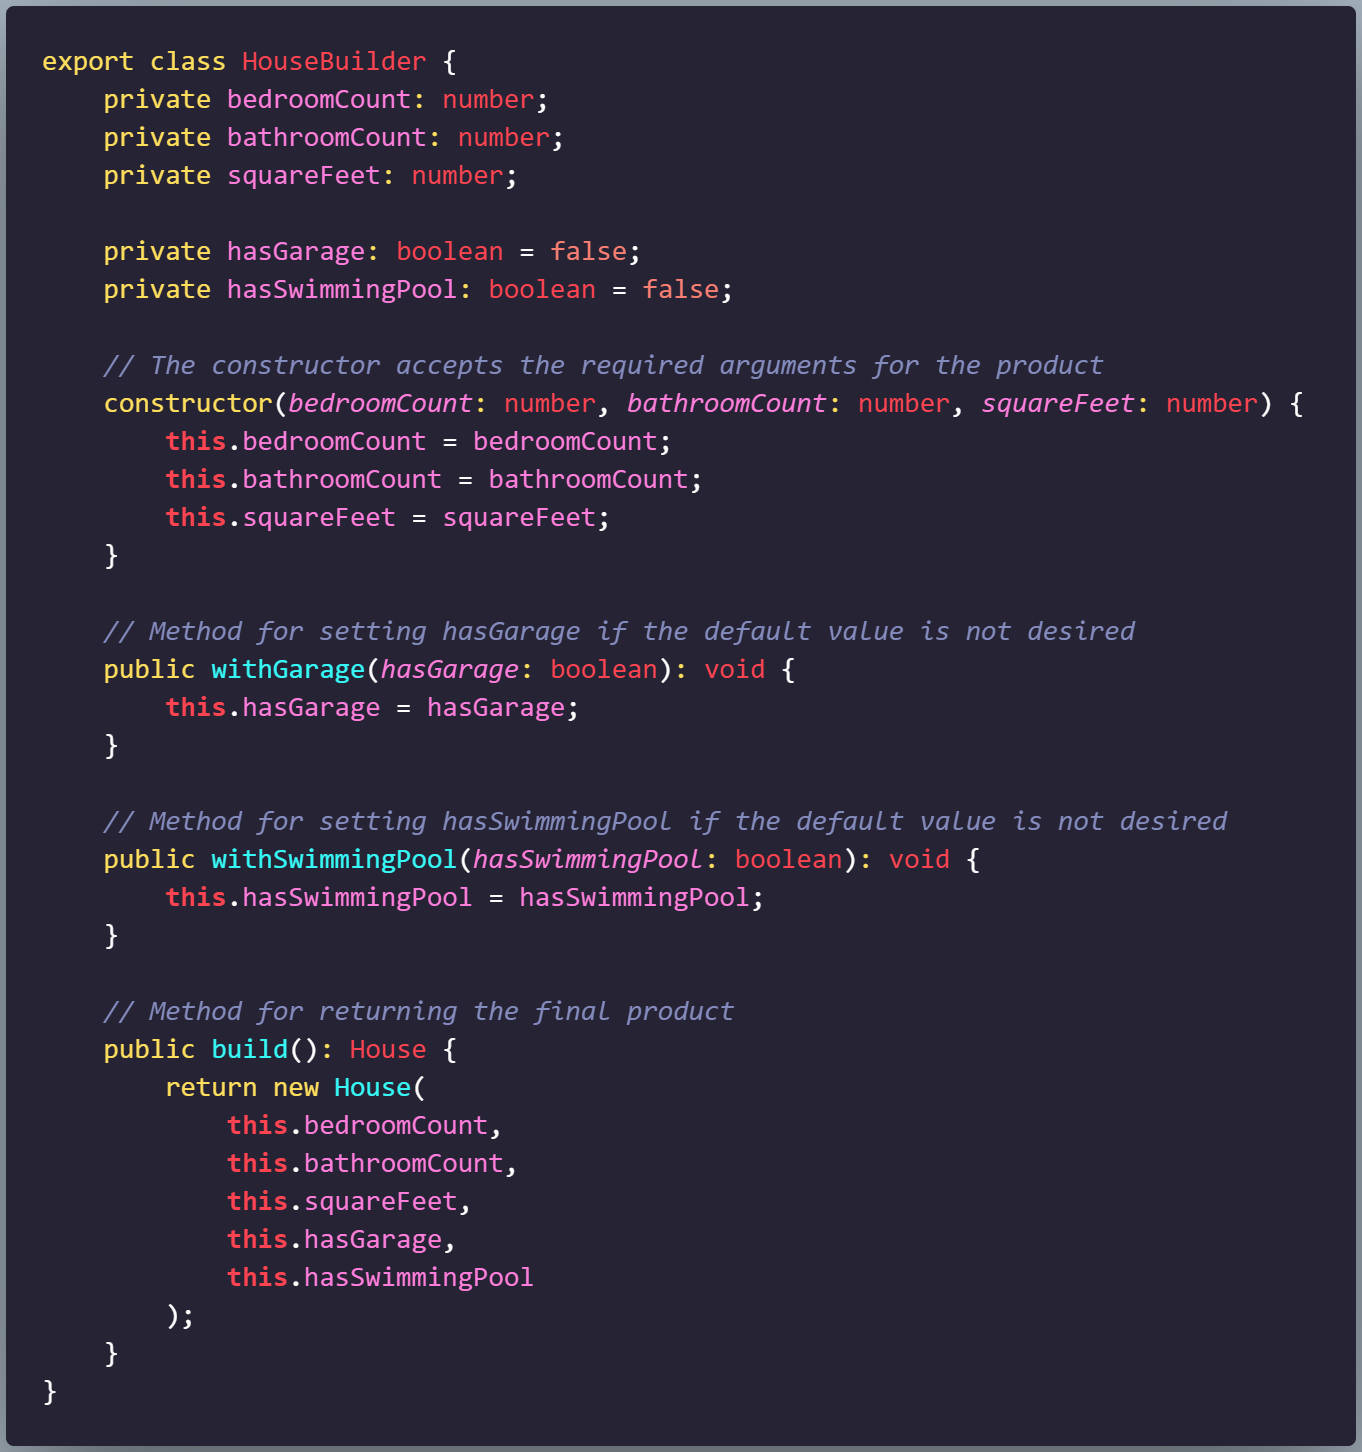 export class HouseBuilder {
    private bedroomCount: number;
    private bathroomCount: number;
    private squareFeet: number;

    private hasGarage: boolean = false;
    private hasSwimmingPool: boolean = false;

    // The constructor accepts the required arguments for the product
    constructor(bedroomCount: number, bathroomCount: number, squareFeet: number) {
        this.bedroomCount = bedroomCount;
        this.bathroomCount = bathroomCount;
        this.squareFeet = squareFeet;
    }

    // Method for setting hasGarage if the default value is not desired
    public withGarage(hasGarage: boolean): void {
        this.hasGarage = hasGarage;
    }

    // Method for setting hasSwimmingPool if the default value is not desired
    public withSwimmingPool(hasSwimmingPool: boolean): void {
        this.hasSwimmingPool = hasSwimmingPool;
    }

    // Method for returning the final product
    public build(): House {
        return new House(
            this.bedroomCount,
            this.bathroomCount,
            this.squareFeet,
            this.hasGarage,
            this.hasSwimmingPool
        );
    }
}